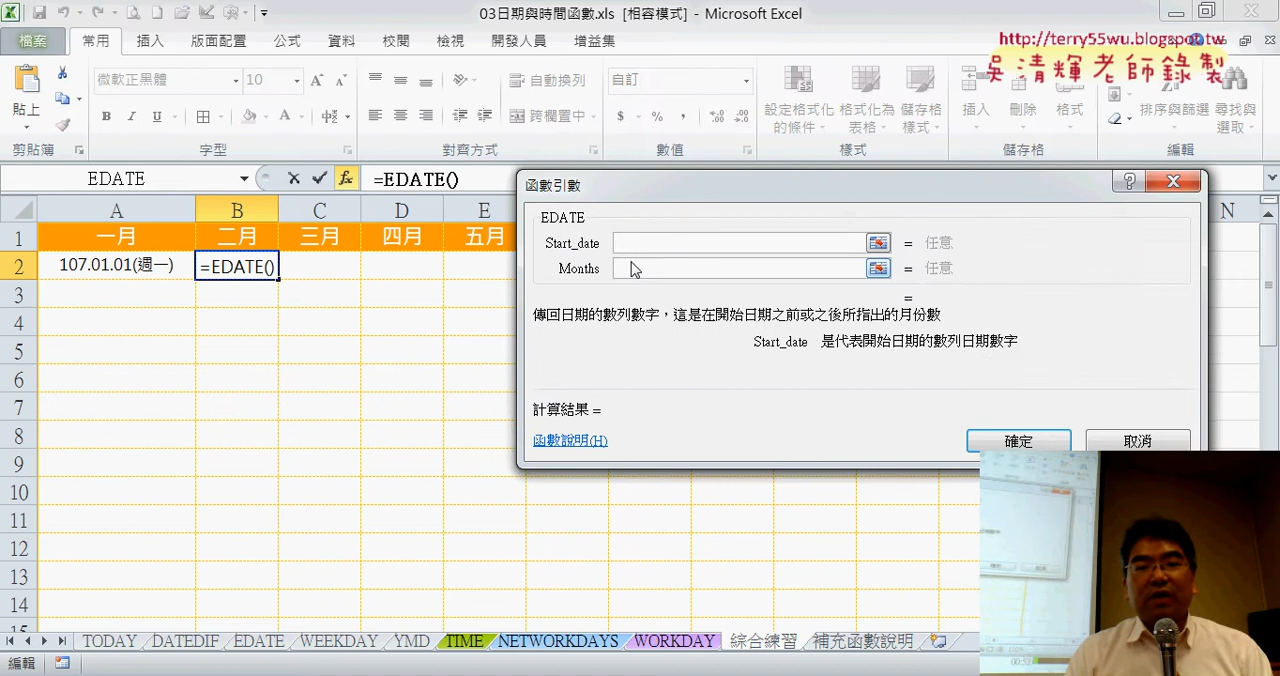 03日期與時間函數.xls [相容模式] - Microsoft Excel
http://terry55wu.blogspot.tw
吳清輝老師錄製
檔案 常用 插入 版面配置 公式 資料 校閱 檢視 開發人員 增益集
貼上 微軟正黑體 10 自動換列 自訂 設定格式化的條件 格式化為表格 儲存格樣式 插入 刪除 格式 排序與篩選 尋找與選取
B I U A 中 跨欄置中 $ % ,
剪貼簿 字型 對齊方式 數值 樣式 儲存格 編輯
EDATE fx =EDATE()
函數引數
EDATE
Start_date = 任意
Months = 任意
=
傳回日期的數列數字，這是在開始日期之前或之後所指出的月份數
Start_date 是代表開始日期的數列日期數字
計算結果 =
函數說明(H)
確定 取消
A B C D E N
1 一月 二月 三月 四月 五月
2 107.01.01(週一) =EDATE()
3
4
5
6
7
8
9
10
11
12
13
14
TODAY DATEDIF EDATE WEEKDAY YMD TIME NETWORKDAYS WORKDAY 綜合練習 補充函數說明
編輯